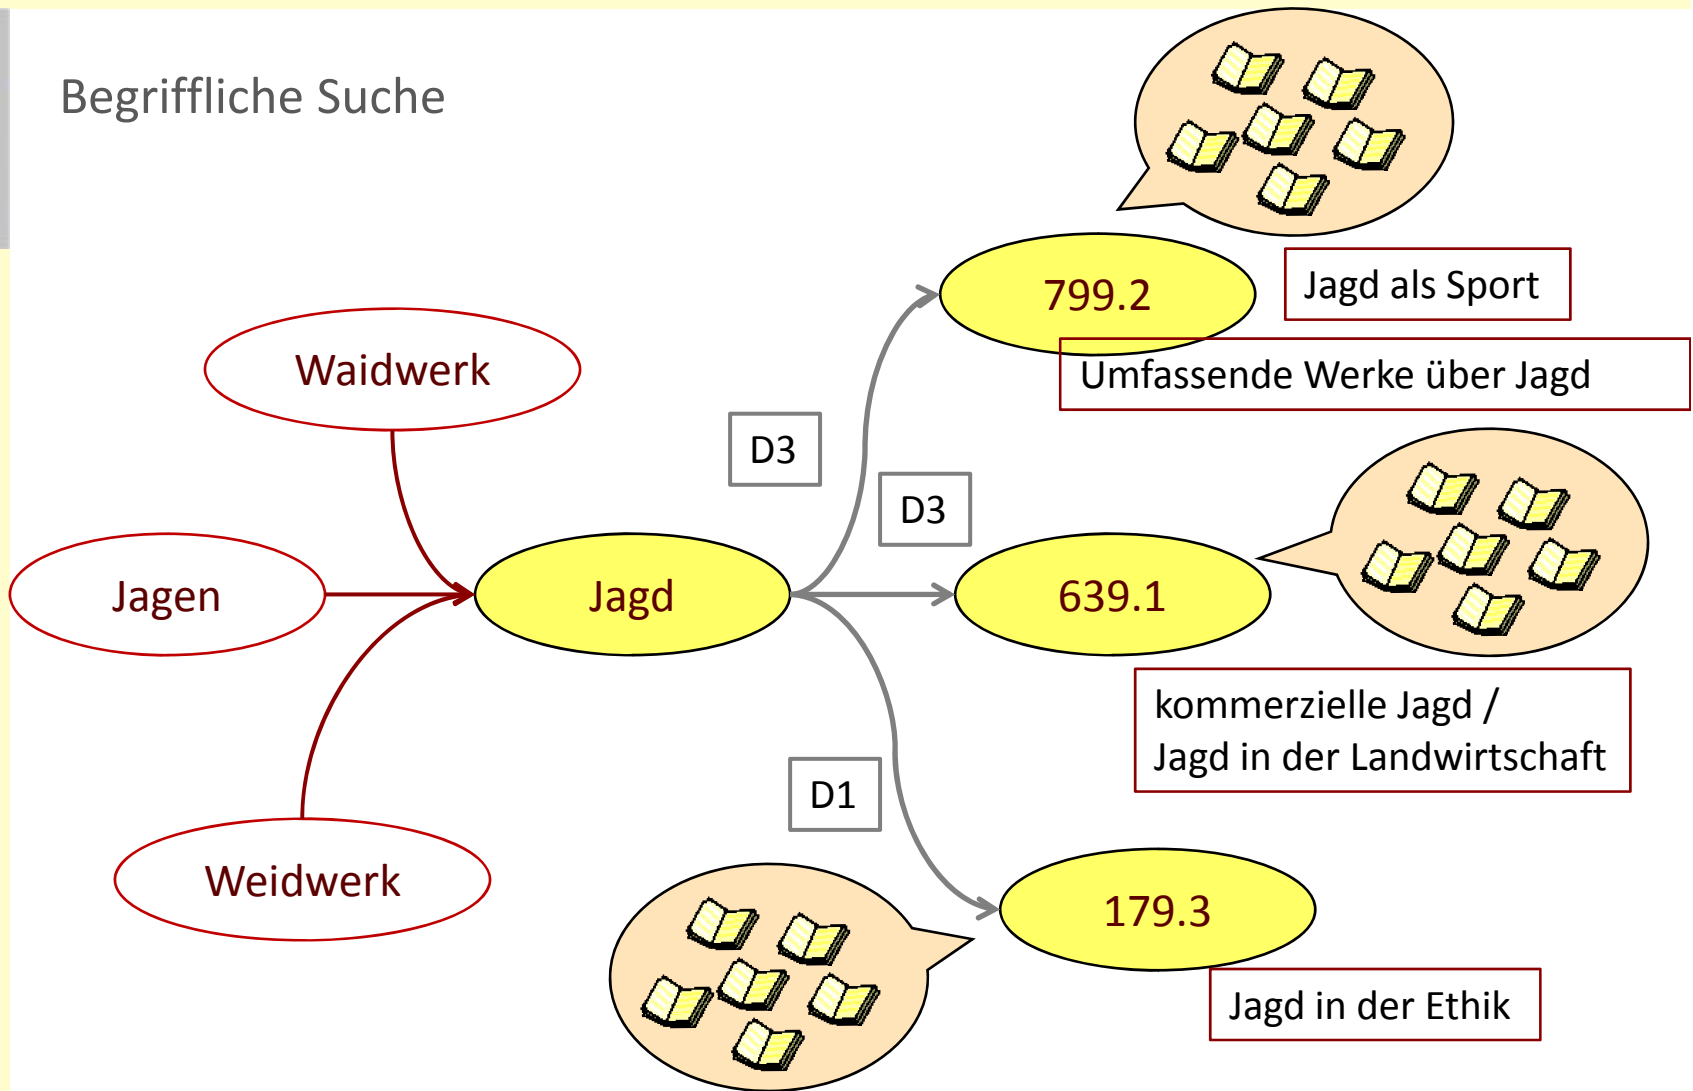 Begriffliche Suche
799.2
Jagd als Sport
Umfassende Werke über Jagd
Waidwerk
D3
D3
Jagen
Jagd
639.1
kommerzielle Jagd /
Jagd in der Landwirtschaft
D1
Weidwerk
179.3
Jagd in der Ethik